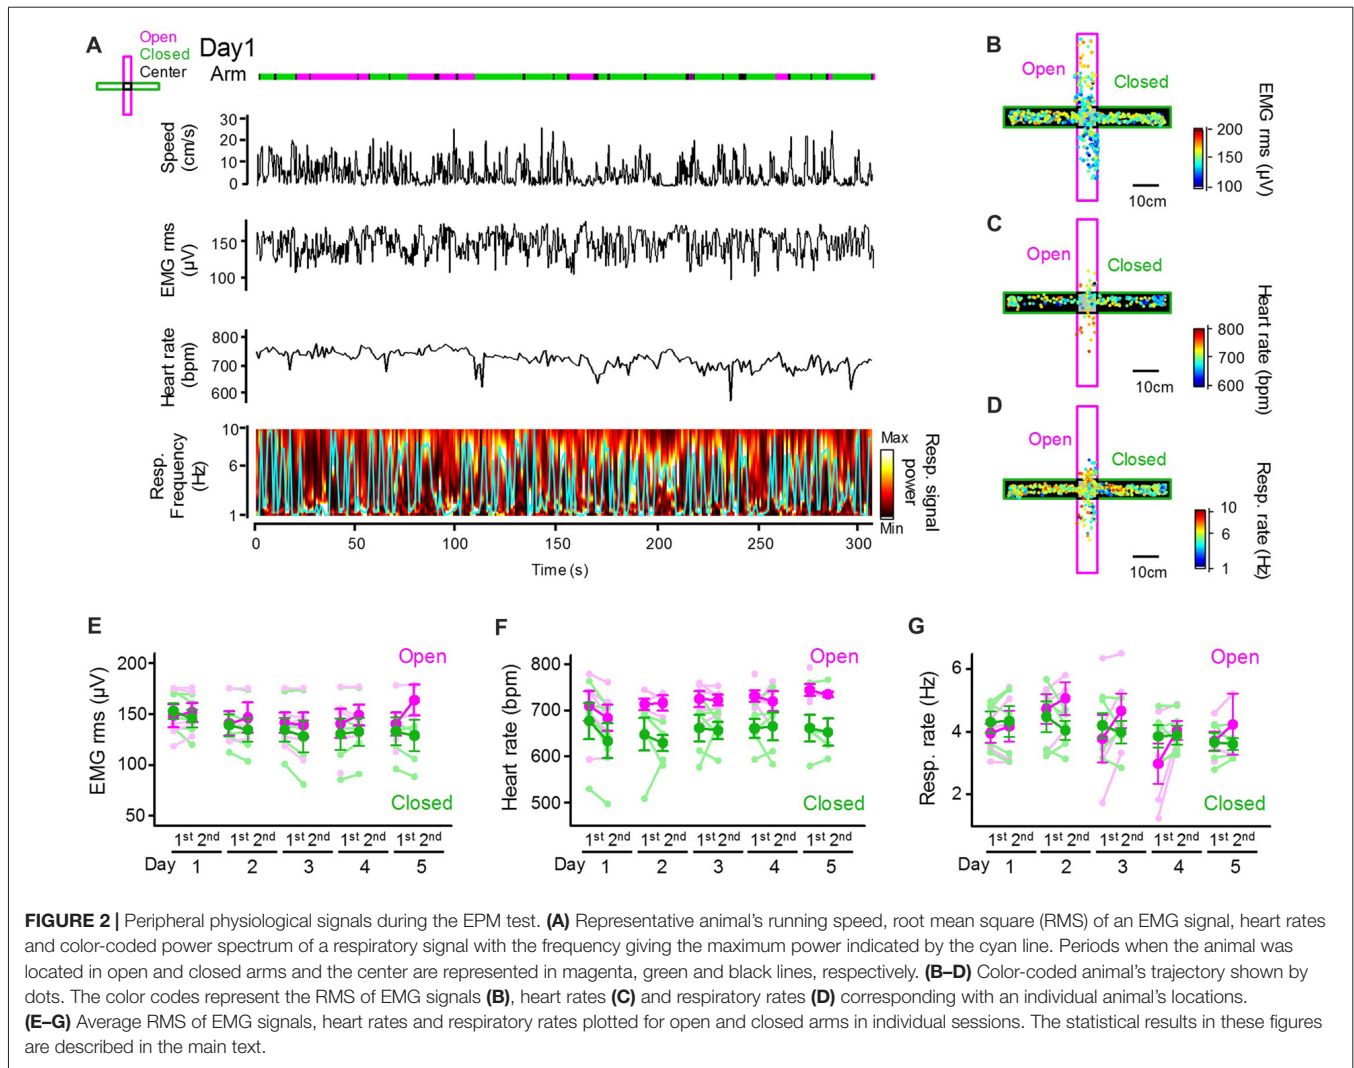 A
Open
Closed
Center
Day1
Arm
Speed
(cm/s)
30
20
10
0
EMG rms
(µV)
150
100
Heart rate
(bpm)
800
700
600
Resp.
Frequency
(Hz)
10
6
1
Max
Min
Resp. signal
power
0 50 100 150 200 250 300
Time (s)
B
Open
Closed
10cm
EMG rms (µV)
200
150
100
C
Open
Closed
10cm
Heart rate (bpm)
800
700
600
D
Open
Closed
10cm
Resp. rate (Hz)
10
6
1
E
EMG rms (µV)
200
150
100
50
Open
Closed
1st 2nd 1st 2nd 1st 2nd 1st 2nd 1st 2nd
Day 1 2 3 4 5
F
Heart rate (bpm)
800
700
600
500
Open
Closed
1st 2nd 1st 2nd 1st 2nd 1st 2nd 1st 2nd
Day 1 2 3 4 5
G
Resp. rate (Hz)
6
4
2
Open
Closed
1st 2nd 1st 2nd 1st 2nd 1st 2nd 1st 2nd
Day 1 2 3 4 5
FIGURE 2 | Peripheral physiological signals during the EPM test. (A) Representative animal's running speed, root mean square (RMS) of an EMG signal, heart rates
and color-coded power spectrum of a respiratory signal with the frequency giving the maximum power indicated by the cyan line. Periods when the animal was
located in open and closed arms and the center are represented in magenta, green and black lines, respectively. (B–D) Color-coded animal's trajectory shown by
dots. The color codes represent the RMS of EMG signals (B), heart rates (C) and respiratory rates (D) corresponding with an individual animal's locations.
(E–G) Average RMS of EMG signals, heart rates and respiratory rates plotted for open and closed arms in individual sessions. The statistical results in these figures
are described in the main text.